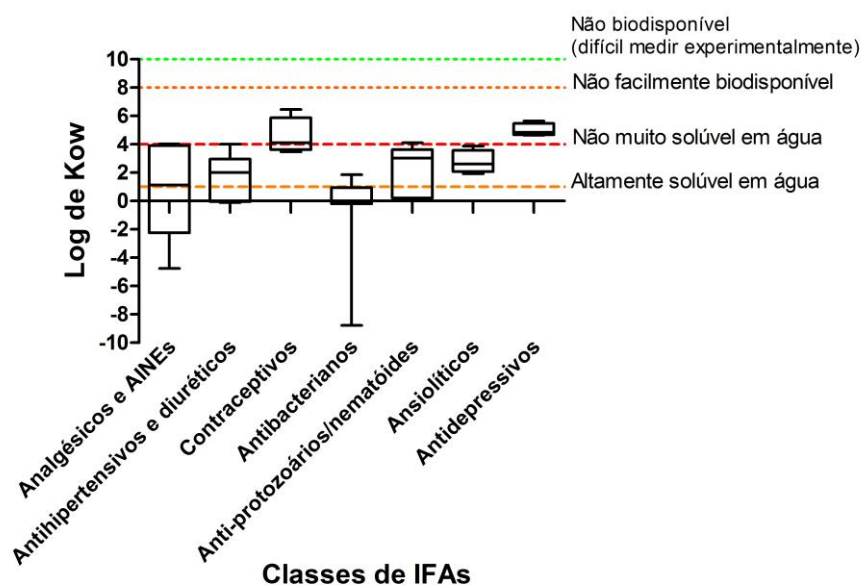 Não biodisponível
(difícil medir experimentalmente)
Não facilmente biodisponível
Não muito solúvel em água
Altamente solúvel em água
Log de Kow
10
8
6
4
2
0
-2
-4
-6
-8
-10
Analgésicos e AINEs
Antihipertensivos e diuréticos
Contraceptivos
Antibacterianos
Anti-protozoários/nematóides
Ansiolíticos
Antidepressivos
Classes de IFAs